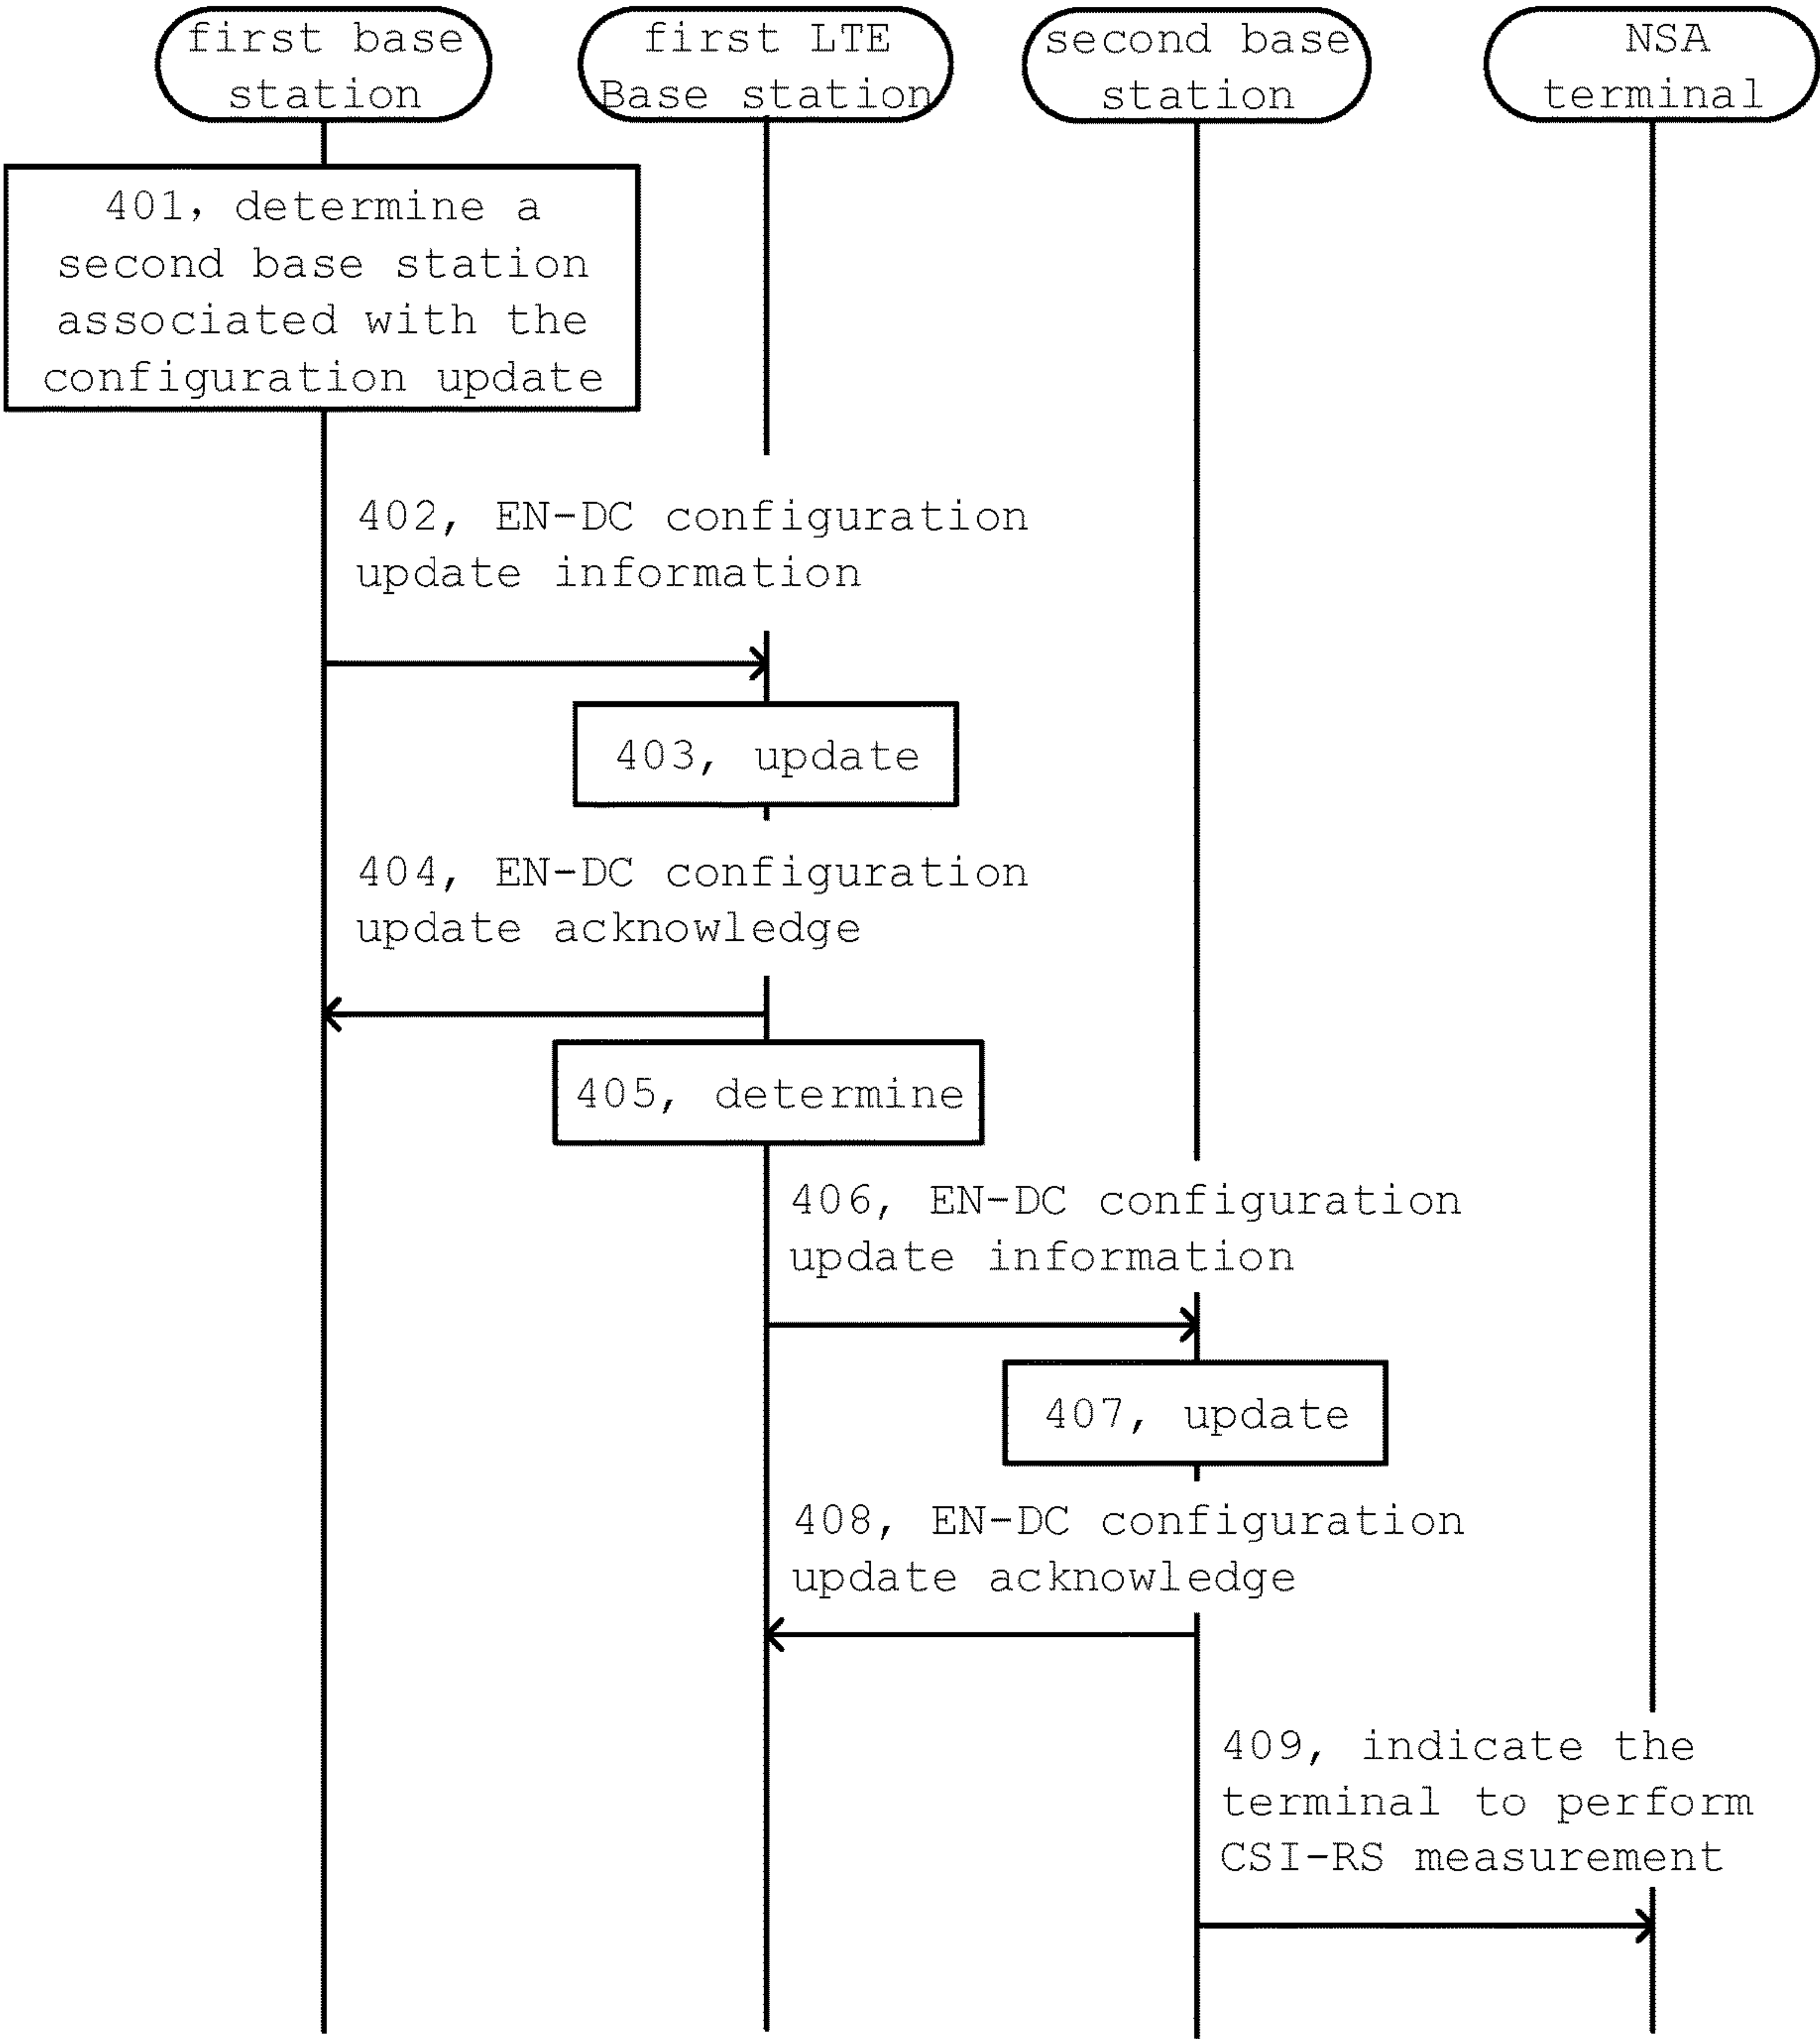 first base
station
first LTE
Base station
second base
station
NSA
terminal
401, determine a
second base station
associated with the
configuration update
402, EN-DC configuration
update information
403, update
404, EN-DC configuration
update acknowledge
405, determine
406, EN-DC configuration
update information
407, update
408, EN-DC configuration
update acknowledge
409, indicate the
terminal to perform
CSI-RS measurement